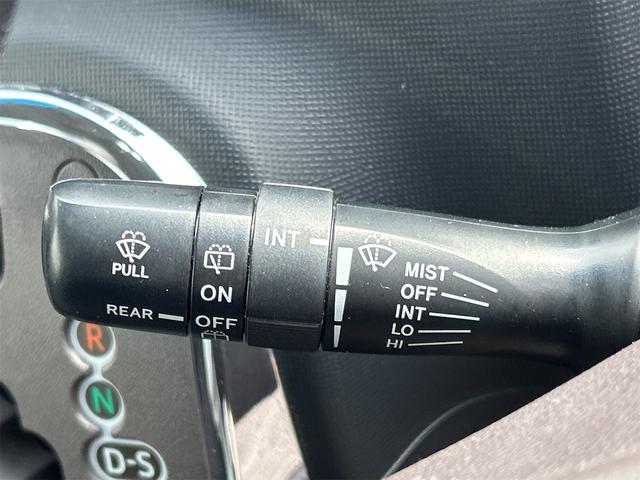 PULL
REAR
ON
OFF
INT
MIST
OFF
INT
LO
HI
R
N
D-S